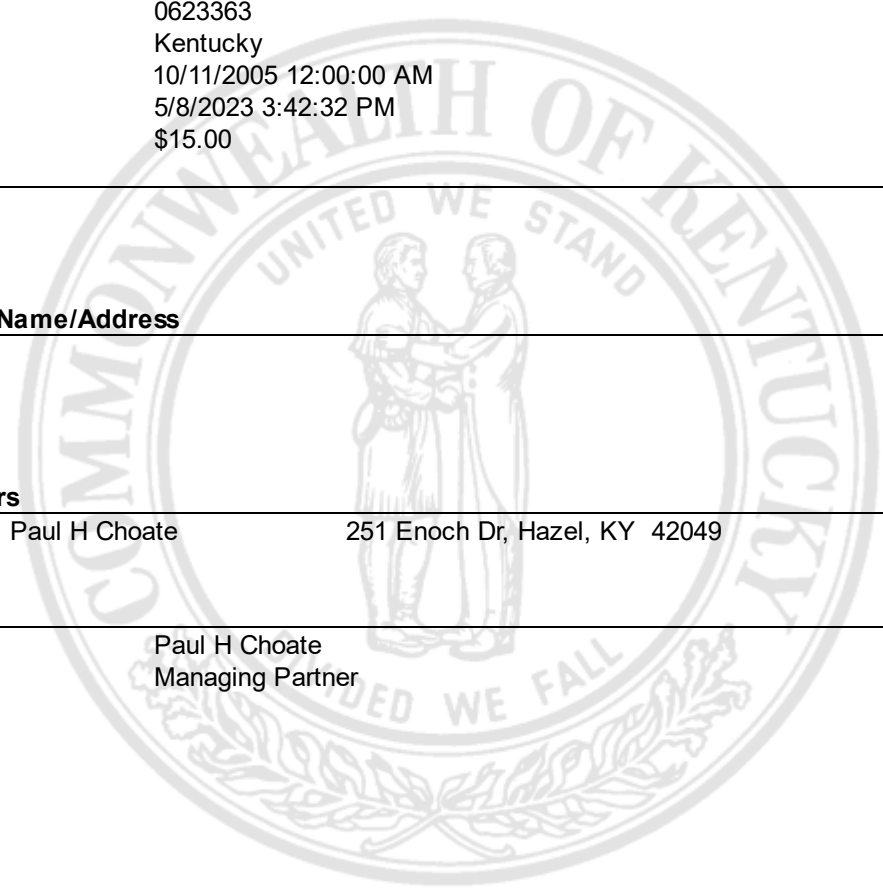 0623363
Kentucky
10/11/2005 12:00:00 AM
5/8/2023 3:42:32 PM
$15.00
COMMONWEALTH OF KENTUCKY
UNITED WE STAND
Name/Address
rs
Paul H Choate 251 Enoch Dr, Hazel, KY 42049
Paul H Choate
Managing Partner
WE FALL